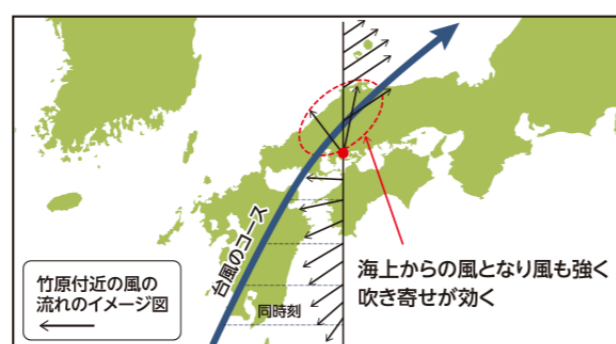 台風のコース
同時刻
竹原付近の風の
流れのイメージ図
海上からの風となり風も強く
吹き寄せが効く